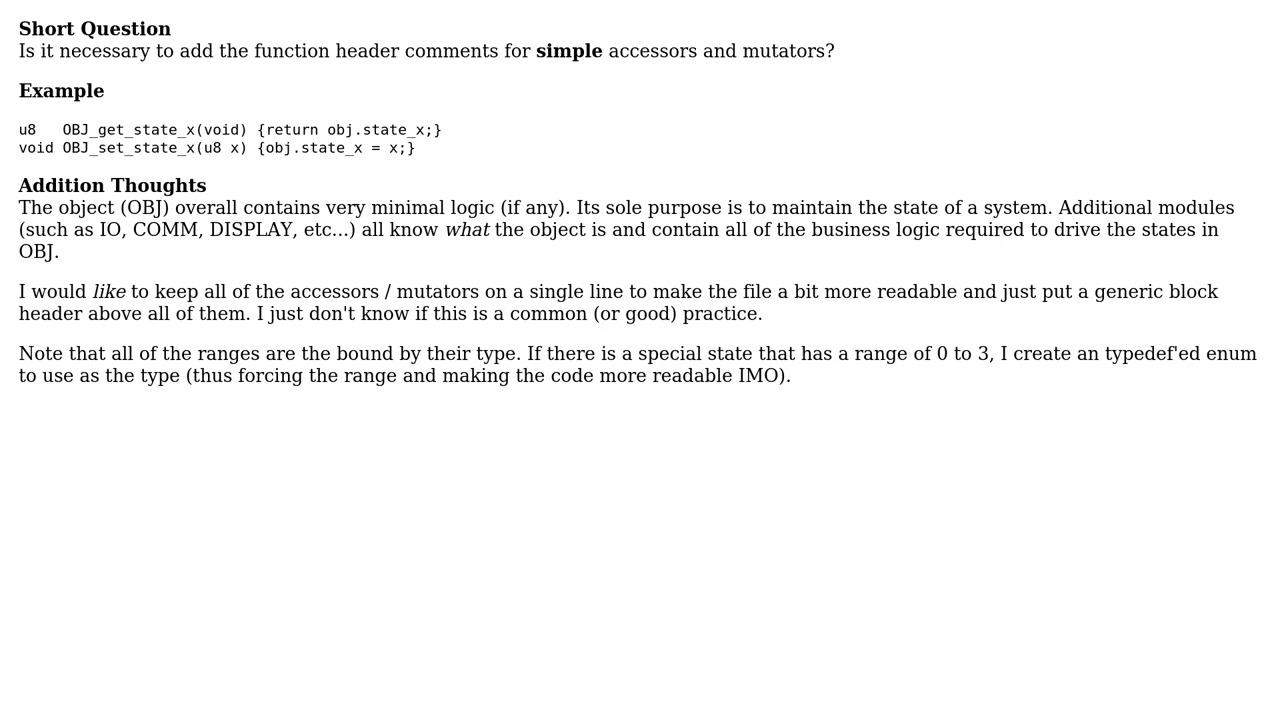 Short Question
Is it necessary to add the function header comments for simple accessors and mutators?
Example
u8   OBJ_get_state_x(void) {return obj.state_x;}
void OBJ_set_state_x(u8 x) {obj.state_x = x;}
Addition Thoughts
The object (OBJ) overall contains very minimal logic (if any). Its sole purpose is to maintain the state of a system. Additional modules
(such as IO, COMM, DISPLAY, etc...) all know what the object is and contain all of the business logic required to drive the states in
OBJ.
I would like to keep all of the accessors / mutators on a single line to make the file a bit more readable and just put a generic block
header above all of them. I just don't know if this is a common (or good) practice.
Note that all of the ranges are the bound by their type. If there is a special state that has a range of 0 to 3, I create an typedef'ed enum
to use as the type (thus forcing the range and making the code more readable IMO).